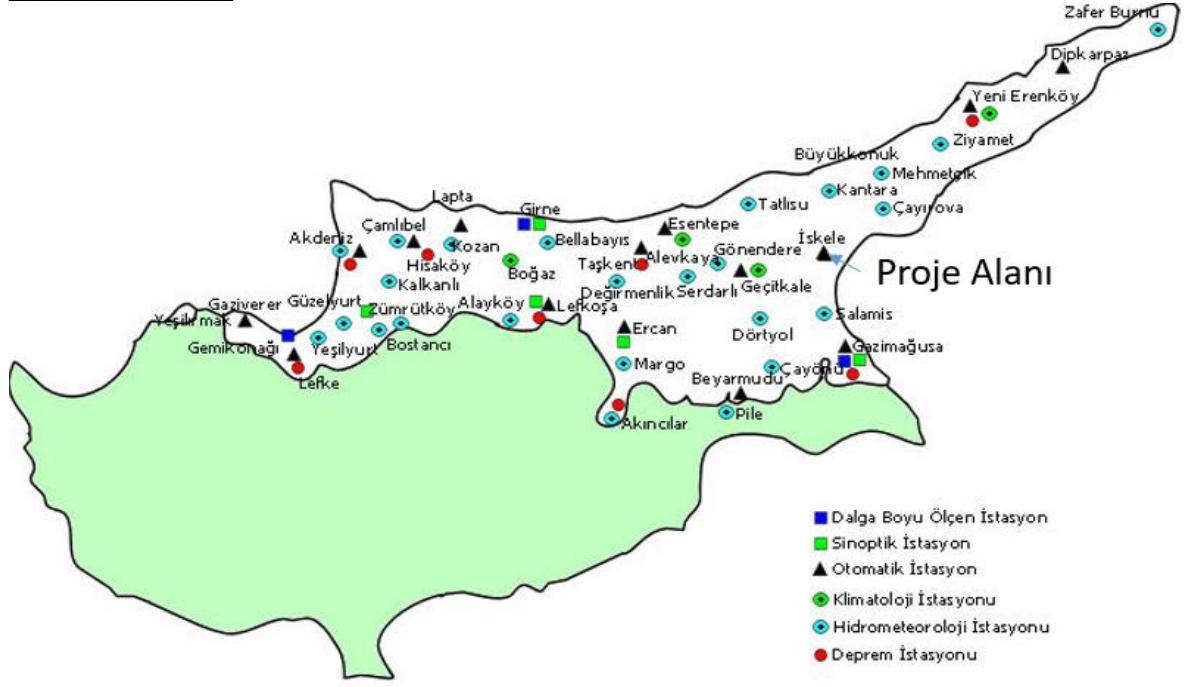 Zafer Burnu
Dipkarpaz
Yeni Erenköy
Ziyamet
Büyükkonuk
Mehmetçik
Kantara
Çayırova
Tatlısu
Lapta
Girne
Esentepe
Çamlıbel
Akdeniz
Kozan
Bellabayıs
Gönendere
İskele
Hisaköy
Boğaz
Taşkent
Alevkaya
Proje Alanı
Kalkanlı
Değirmenlik
Serdarlı
Geçitkale
Gaziverer
Güzelyurt
Zümrütköy
Alayköy
Lefkoşa
Yeşilırmak
Salamis
Ercan
Dörtyol
Gemikonağı
Yeşilyurt
Bostancı
Gazimağusa
Margo
Çayönü
Lefke
Beyarmudu
Pile
Akıncılar
Dalga Boyu Ölçen İstasyon
Sinoptik İstasyon
Otomatik İstasyon
Klimatoloji İstasyonu
Hidrometeoroloji İstasyonu
Deprem İstasyonu